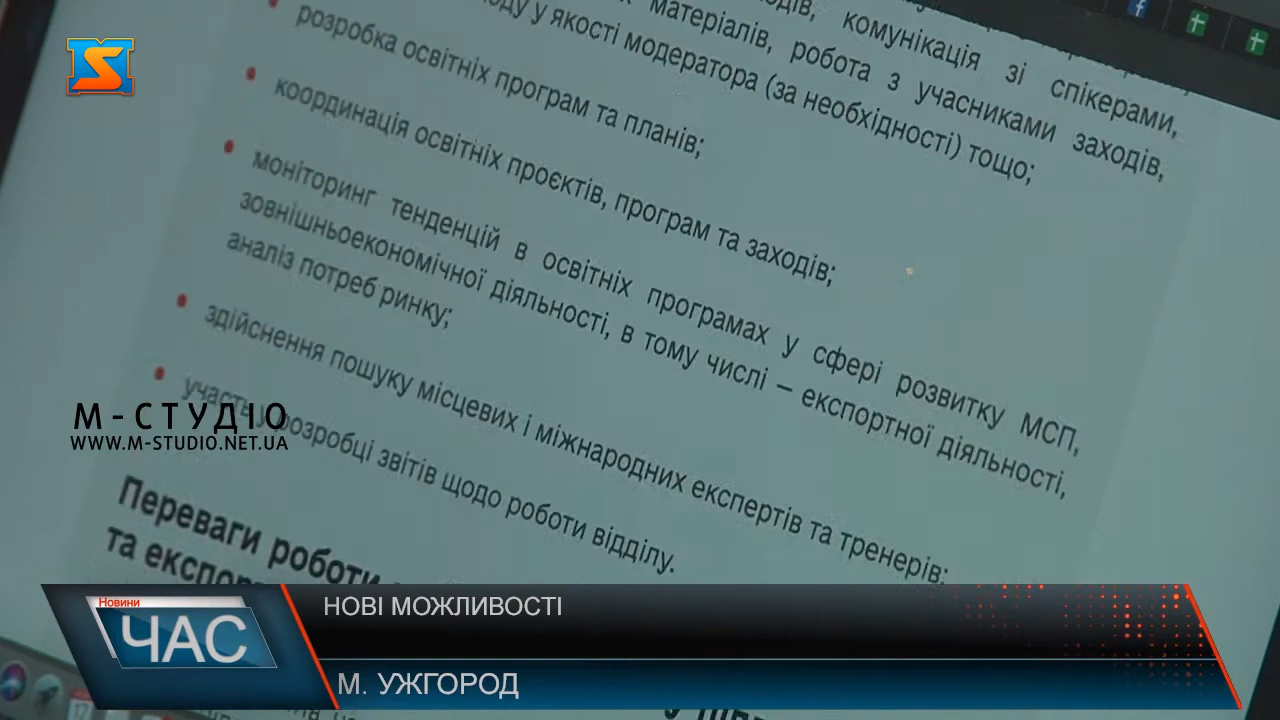 комунікація зі спікерами,
матеріалів, робота з учасниками заходів,
у якості модератора (за необхідності) тощо;
розробка освітніх програм та планів;
координація освітніх проєктів, програм та заходів;
моніторинг тенденцій в освітніх програмах у сфері розвитку МСП,
зовнішньоекономічної діяльності, в тому числі – експортної діяльності,
аналіз потреб ринку;
здійснення пошуку місцевих і міжнародних експертів та тренерів;
участь у розробці звітів щодо роботи відділу.
Переваги роботи
та
М-СТУДІО
WWW.M-STUDIO.NET.UA
Новини
ЧАС
НОВІ МОЖЛИВОСТІ
М. УЖГОРОД